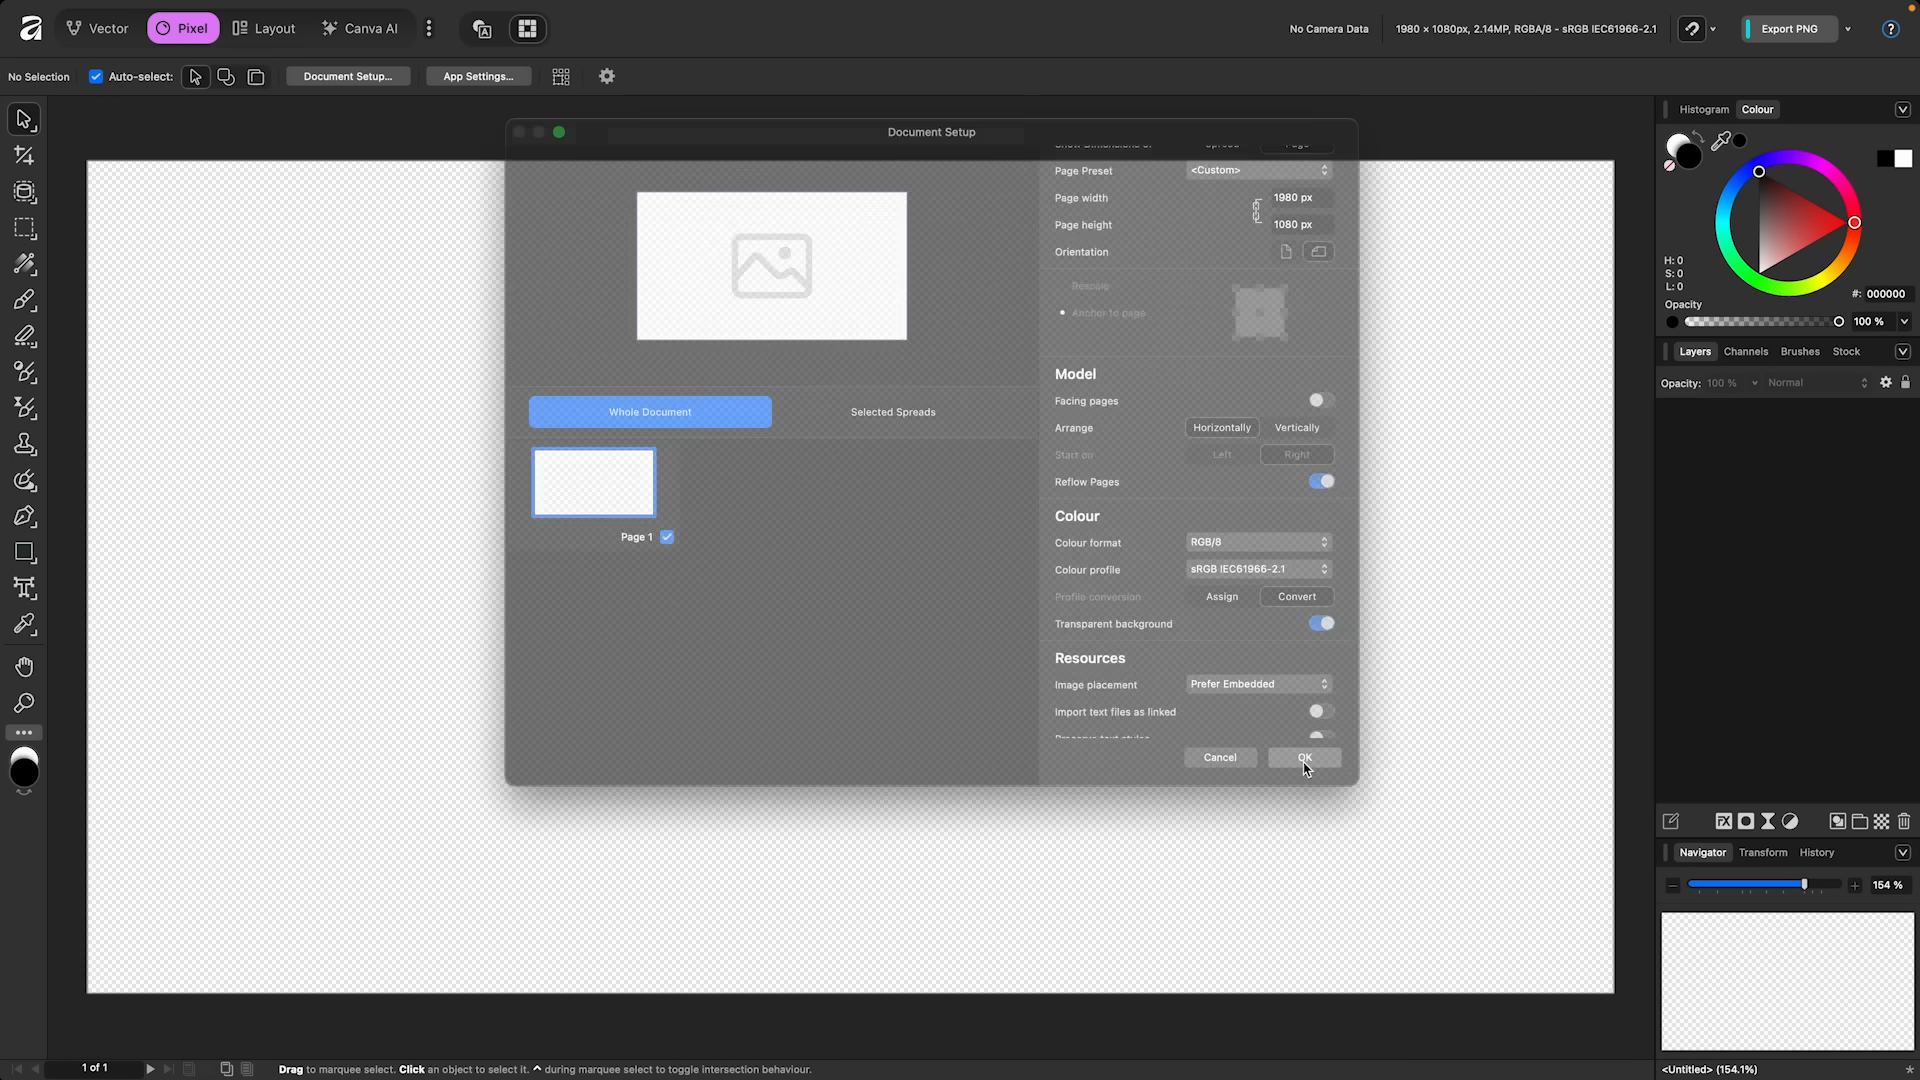 Vector Pixel Layout Canva AI No Camera Data 1980 × 1080px, 2.14MP, RGBA/8 - sRGB IEC61966-2.1 Export PNG ?
No Selection Auto-select: Document Setup... App Settings...
Histogram Colour
Document Setup
Page Preset <Custom>
Page width 1980 px
Page height 1080 px
Orientation
H: 0
S: 0
L: 0
#: 000000
Rescale
Anchor to page
Opacity
100 %
Layers Channels Brushes Stock
Opacity: 100 % Normal
Model
Facing pages
Whole Document Selected Spreads
Arrange Horizontally Vertically
Start on Left Right
Reflow Pages
Colour
Page 1
Colour format RGB/8
Colour profile sRGB IEC61966-2.1
Profile conversion Assign Convert
Transparent background
Resources
Image placement Prefer Embedded
Import text files as linked
Cancel OK
FX
Navigator Transform History
154 %
1 of 1 Drag to marquee select. Click an object to select it. ^ during marquee select to toggle intersection behaviour.
<Untitled> (154.1%) *